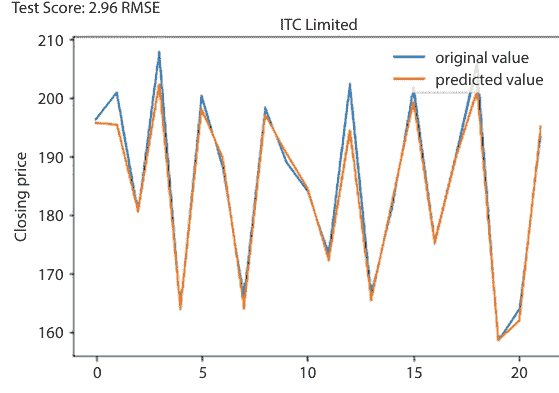 Test Score: 2.96 RMSE
ITC Limited
original value
predicted value
Closing price
210
200
190
180
170
160
0 5 10 15 20